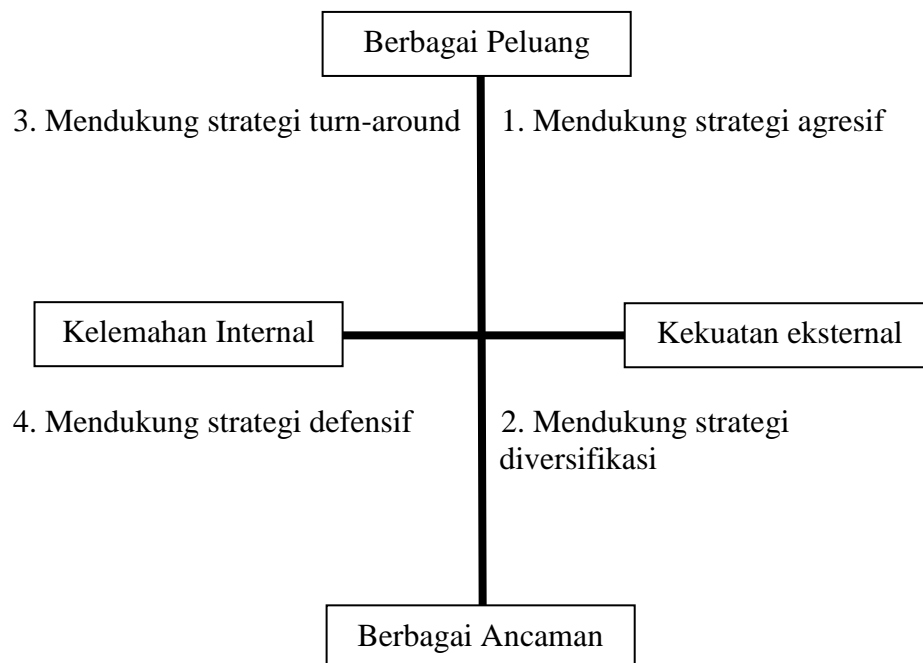 Berbagai Peluang
3. Mendukung strategi turn-around
1. Mendukung strategi agresif
Kelemahan Internal
Kekuatan eksternal
4. Mendukung strategi defensif
2. Mendukung strategi
diversifikasi
Berbagai Ancaman